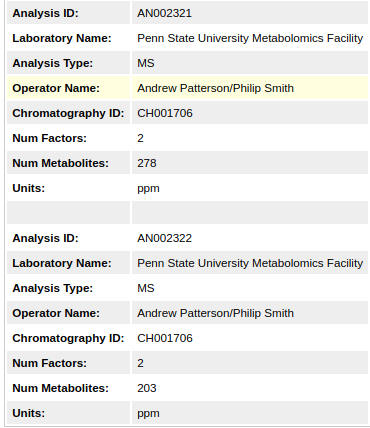 Analysis ID: AN002321
Laboratory Name: Penn State University Metabolomics Facility
Analysis Type: MS
Operator Name: Andrew Patterson/Philip Smith
Chromatography ID: CH001706
Num Factors: 2
Num Metabolites: 278
Units: ppm
Analysis ID: AN002322
Laboratory Name: Penn State University Metabolomics Facility
Analysis Type: MS
Operator Name: Andrew Patterson/Philip Smith
Chromatography ID: CH001706
Num Factors: 2
Num Metabolites: 203
Units: ppm